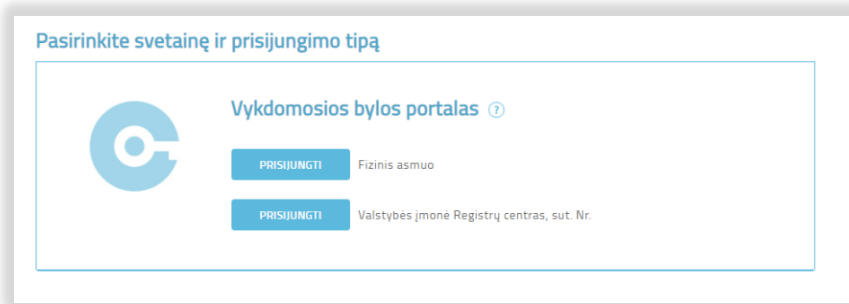 Pasirinkite svetainę ir prisijungimo tipą
Vykdomosios bylos portalas ?
PRISIJUNGTI Fizinis asmuo
PRISIJUNGTI Valstybės įmonė Registrų centras, sut. Nr.